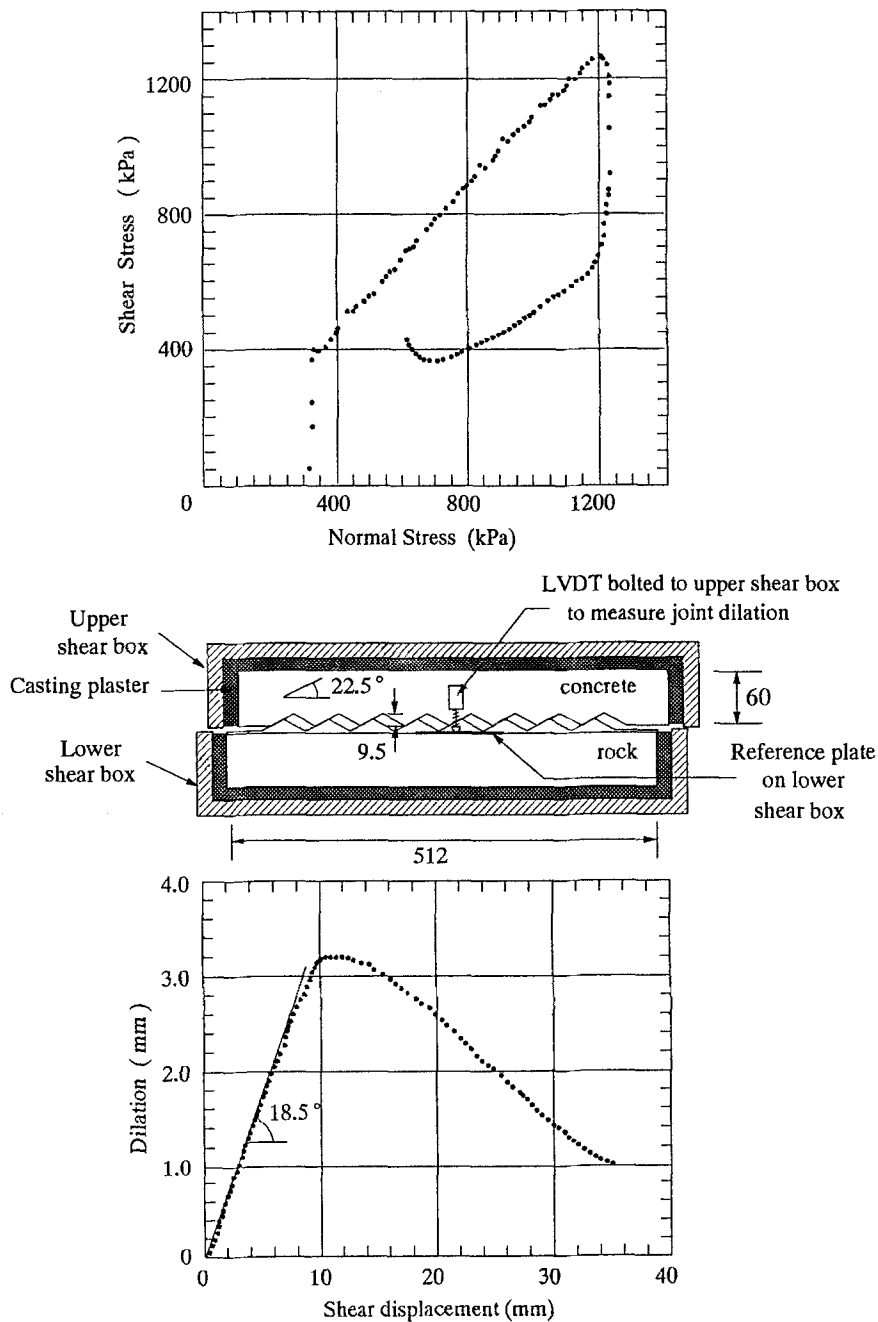 1200
800
400
0
400
800
1200
Shear Stress (kPa)
Normal Stress (kPa)
LVDT bolted to upper shear box
to measure joint dilation
Upper
shear box
Casting plaster
22.5°
concrete
60
9.5
Lower
shear box
rock
Reference plate
on lower
shear box
512
4.0
3.0
2.0
1.0
0
Dilation (mm)
18.5°
0
10
20
30
40
Shear displacement (mm)